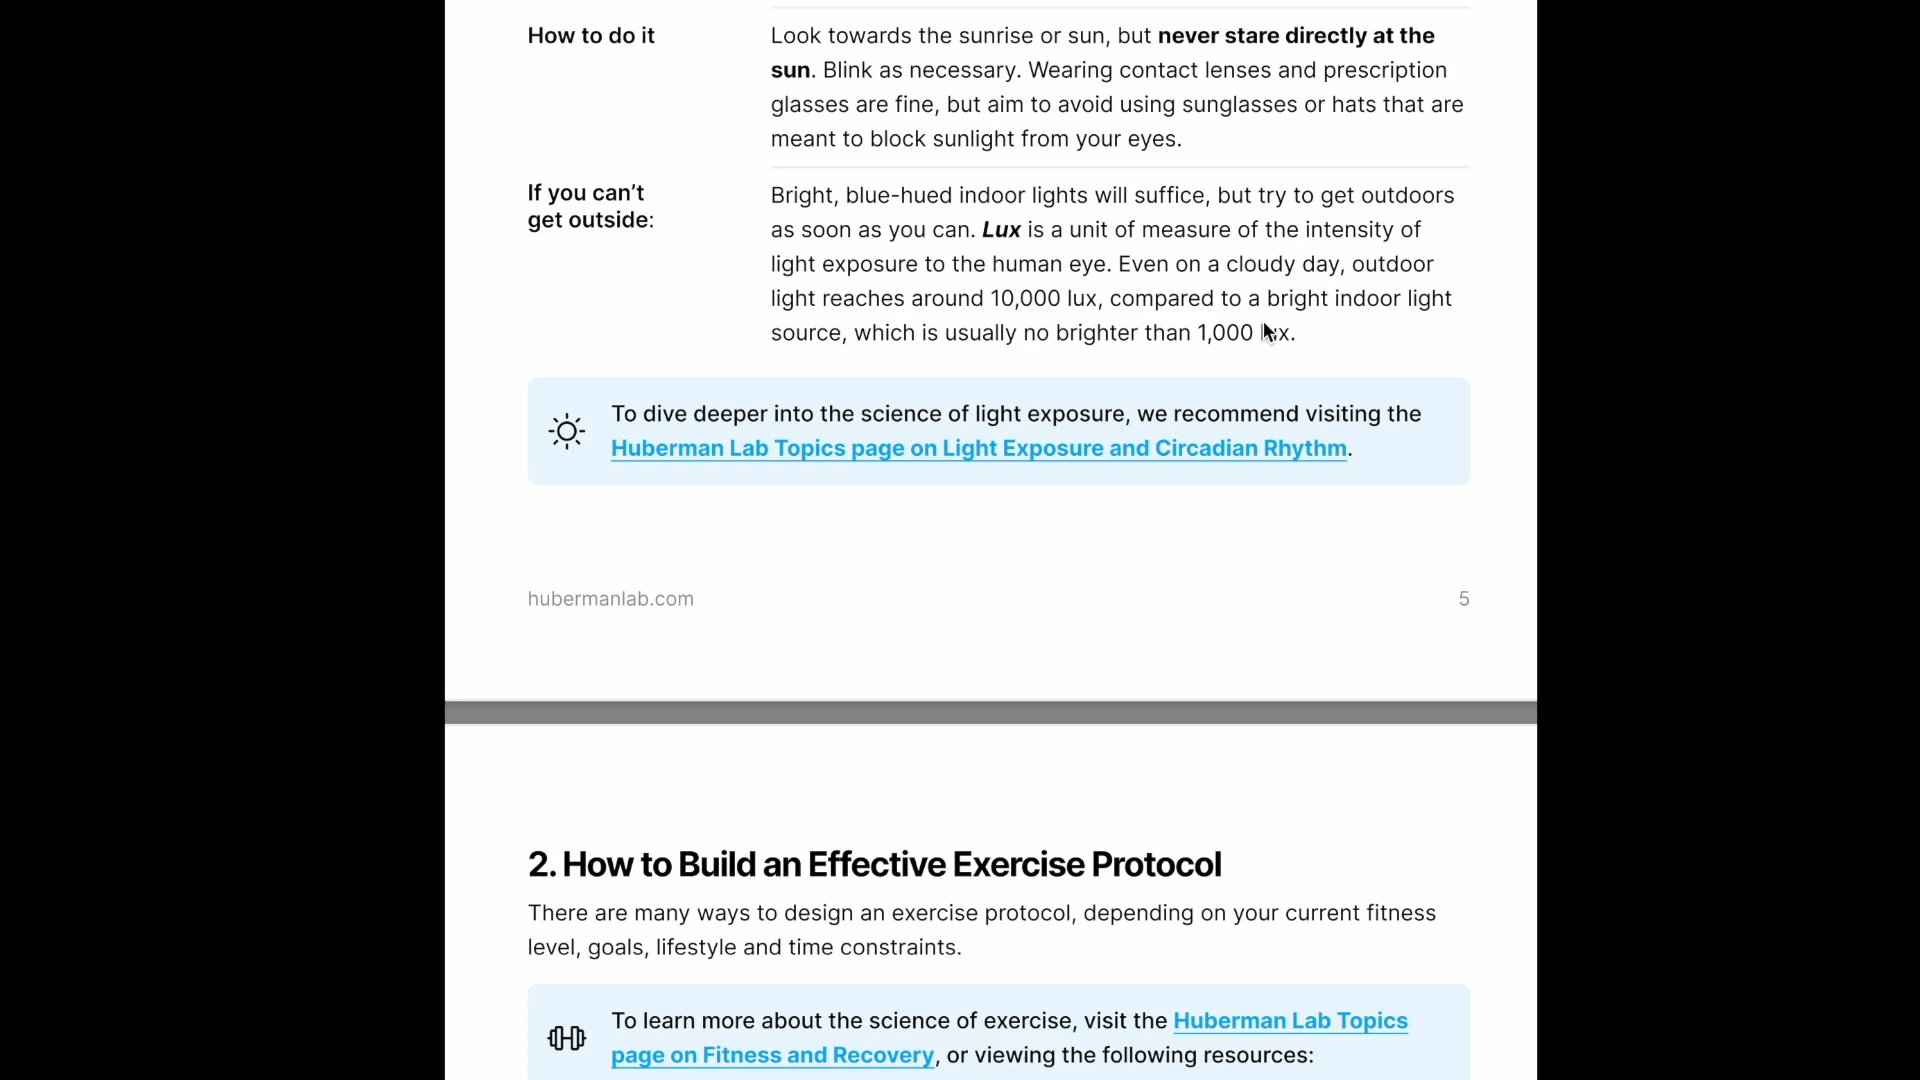 How to do it
Look towards the sunrise or sun, but never stare directly at the
sun. Blink as necessary. Wearing contact lenses and prescription
glasses are fine, but aim to avoid using sunglasses or hats that are
meant to block sunlight from your eyes.
If you can’t
get outside:
Bright, blue-hued indoor lights will suffice, but try to get outdoors
as soon as you can. Lux is a unit of measure of the intensity of
light exposure to the human eye. Even on a cloudy day, outdoor
light reaches around 10,000 lux, compared to a bright indoor light
source, which is usually no brighter than 1,000 lux.
To dive deeper into the science of light exposure, we recommend visiting the
Huberman Lab Topics page on Light Exposure and Circadian Rhythm.
hubermanlab.com
5
2. How to Build an Effective Exercise Protocol
There are many ways to design an exercise protocol, depending on your current fitness
level, goals, lifestyle and time constraints.
To learn more about the science of exercise, visit the Huberman Lab Topics
page on Fitness and Recovery, or viewing the following resources: